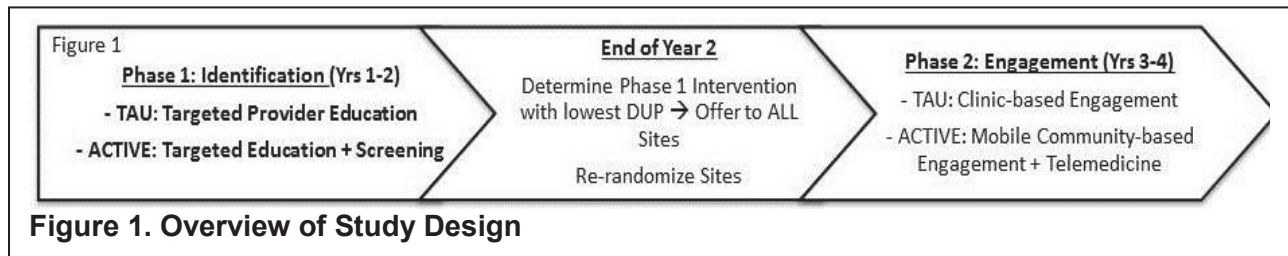 Figure 1
Phase 1: Identification (Yrs 1-2)
- TAU: Targeted Provider Education
- ACTIVE: Targeted Education + Screening
End of Year 2
Determine Phase 1 Intervention
with lowest DUP → Offer to ALL
Sites
Re-randomize Sites
Phase 2: Engagement (Yrs 3-4)
- TAU: Clinic-based Engagement
- ACTIVE: Mobile Community-based
Engagement + Telemedicine
Figure 1. Overview of Study Design